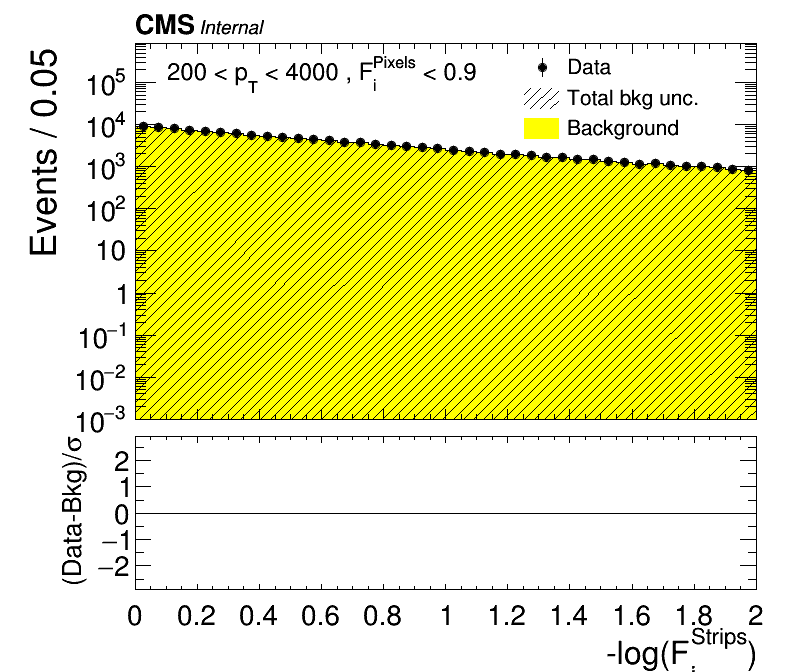 CMS Internal
200 < p_T < 4000 , F_i^Pixels < 0.9
Data
Total bkg unc.
Background
Events / 0.05
10^5
10^4
10^3
10^2
10
1
10^−1
10^−2
10^−3
(Data-Bkg)/σ
2
1
0
−1
−2
0 0.2 0.4 0.6 0.8 1 1.2 1.4 1.6 1.8 2
-log(F_i^Strips)